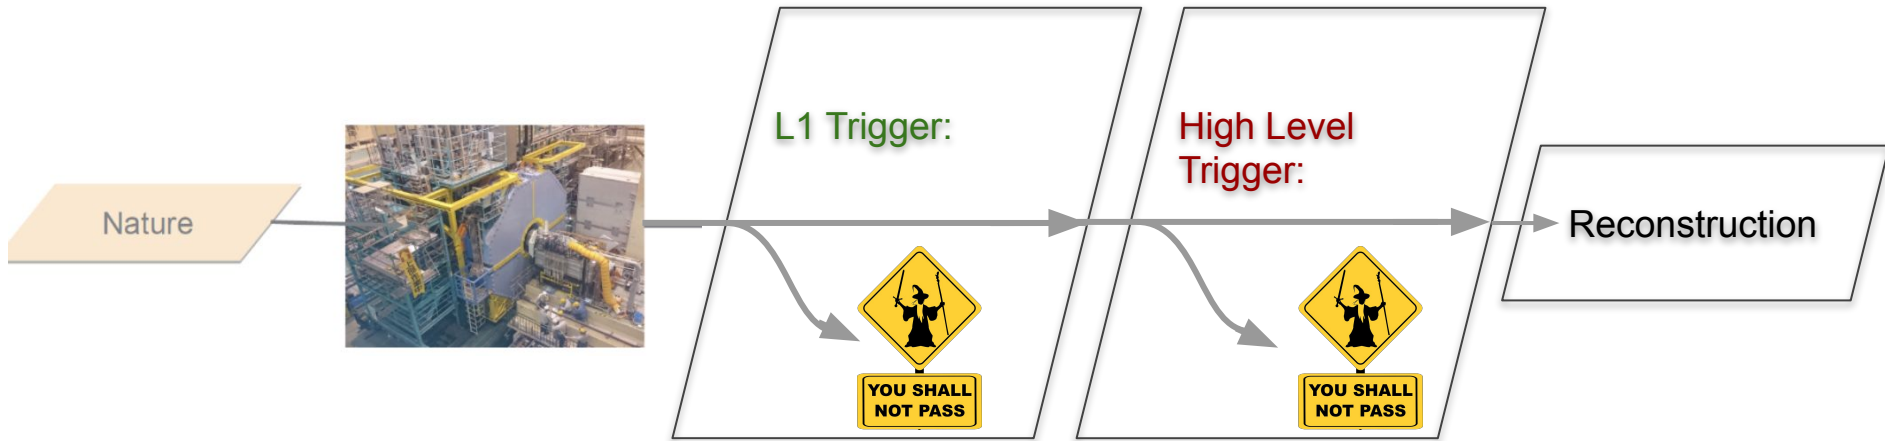 Nature
L1 Trigger:
YOU SHALL
NOT PASS
High Level
Trigger:
YOU SHALL
NOT PASS
Reconstruction